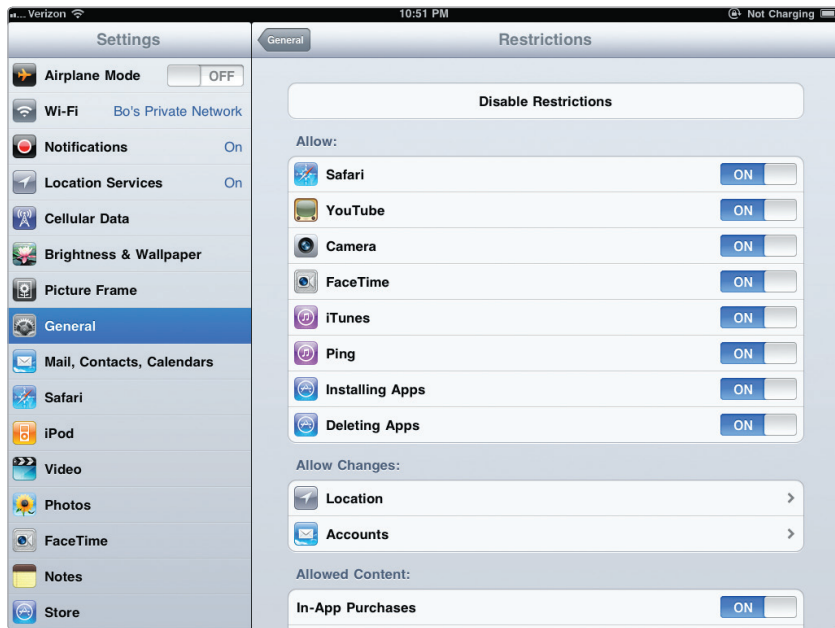 .ııl... Verizon 10:51 PM Not Charging
Settings
Airplane Mode OFF
Wi-Fi Bo's Private Network
Notifications On
Location Services On
Cellular Data
Brightness & Wallpaper
Picture Frame
General
Mail, Contacts, Calendars
Safari
iPod
Video
Photos
FaceTime
Notes
Store
General Restrictions
Disable Restrictions
Allow:
Safari ON
YouTube ON
Camera ON
FaceTime ON
iTunes ON
Ping ON
Installing Apps ON
Deleting Apps ON
Allow Changes:
Location
Accounts
Allowed Content:
In-App Purchases ON